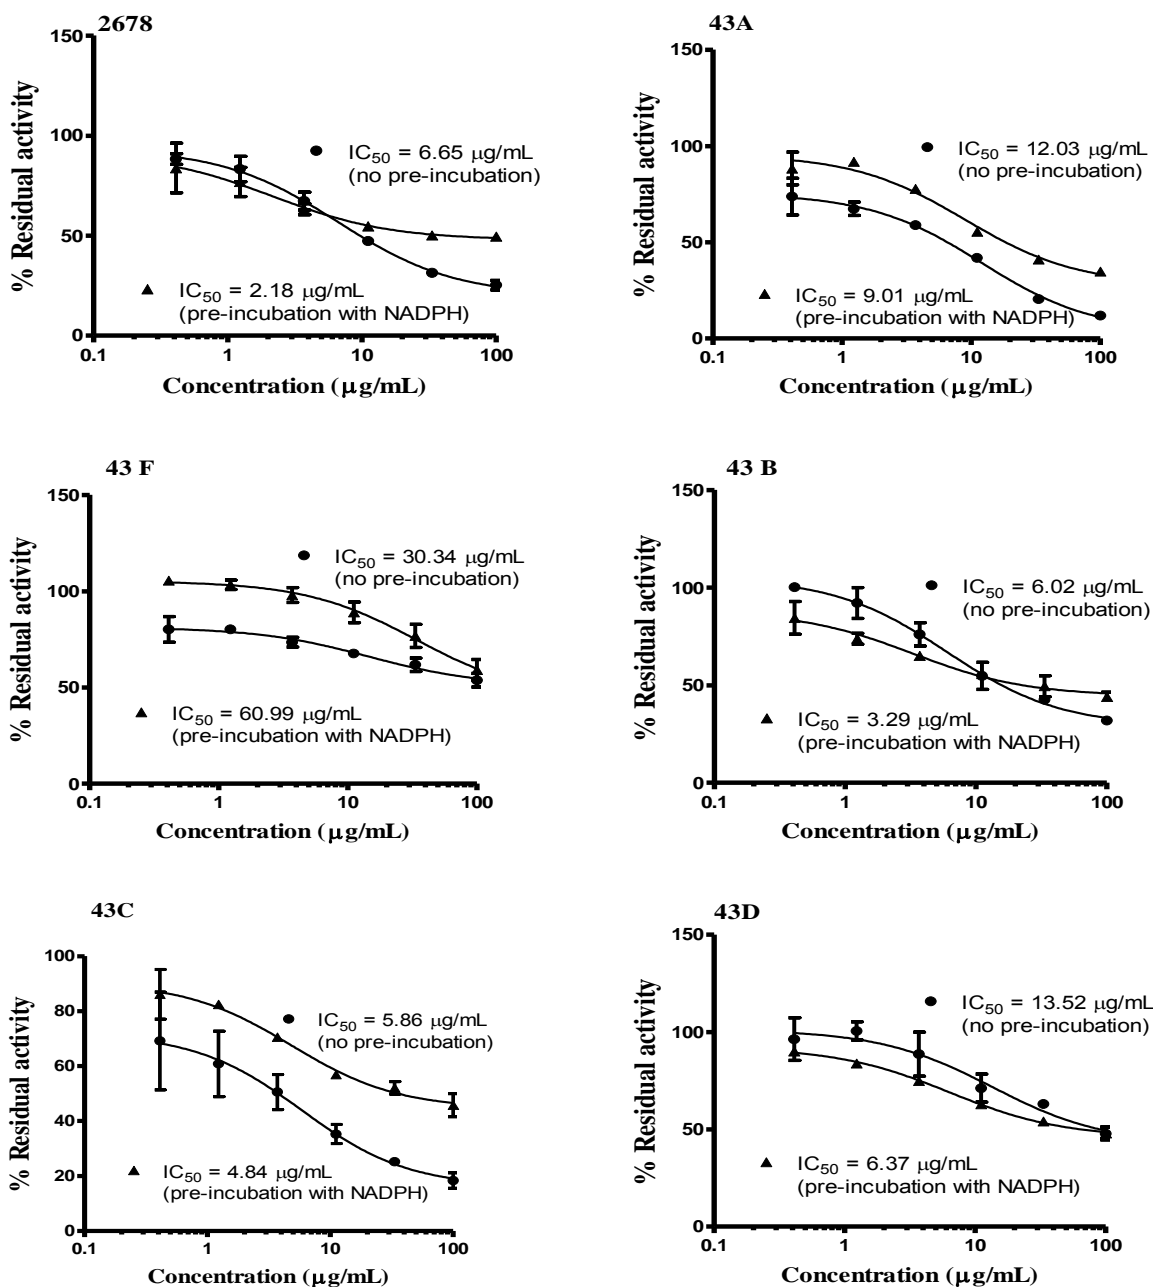 2678
150
100
50
0
% Residual activity
IC50 = 6.65 μg/mL
(no pre-incubation)
IC50 = 2.18 μg/mL
(pre-incubation with NADPH)
0.1 1 10 100
Concentration (μg/mL)
43A
150
100
50
0
% Residual activity
IC50 = 12.03 μg/mL
(no pre-incubation)
IC50 = 9.01 μg/mL
(pre-incubation with NADPH)
0.1 1 10 100
Concentration (μg/mL)
43 F
150
100
50
0
% Residual activity
IC50 = 30.34 μg/mL
(no pre-incubation)
IC50 = 60.99 μg/mL
(pre-incubation with NADPH)
0.1 1 10 100
Concentration (μg/mL)
43 B
150
100
50
0
% Residual activity
IC50 = 6.02 μg/mL
(no pre-incubation)
IC50 = 3.29 μg/mL
(pre-incubation with NADPH)
0.1 1 10 100
Concentration (μg/mL)
43C
100
80
60
40
20
0
% Residual activity
IC50 = 5.86 μg/mL
(no pre-incubation)
IC50 = 4.84 μg/mL
(pre-incubation with NADPH)
0.1 1 10 100
Concentration (μg/mL)
43D
150
100
50
0
% Residual activity
IC50 = 13.52 μg/mL
(no pre-incubation)
IC50 = 6.37 μg/mL
(pre-incubation with NADPH)
0.1 1 10 100
Concentration (μg/mL)